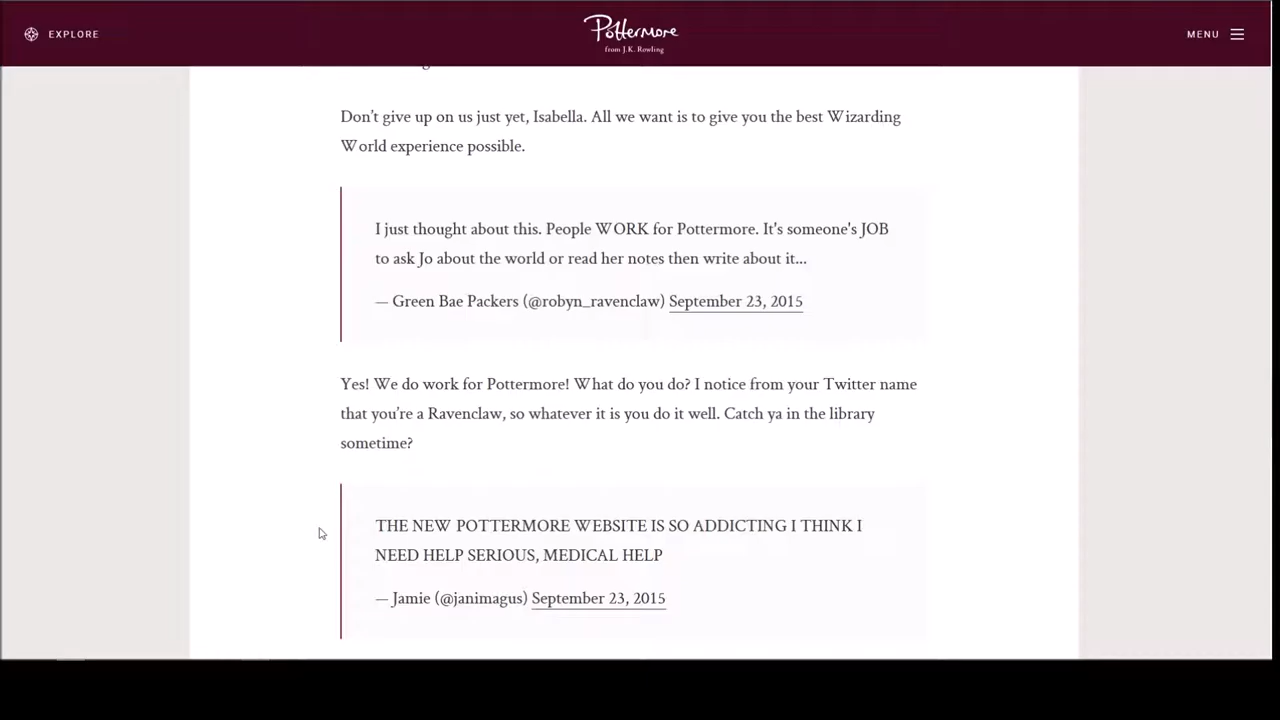 EXPLORE
Pottermore
from J.K. Rowling
MENU
Don’t give up on us just yet, Isabella. All we want is to give you the best Wizarding
World experience possible.
I just thought about this. People WORK for Pottermore. It's someone's JOB
to ask Jo about the world or read her notes then write about it...
— Green Bae Packers (@robyn_ravenclaw) September 23, 2015
Yes! We do work for Pottermore! What do you do? I notice from your Twitter name
that you’re a Ravenclaw, so whatever it is you do it well. Catch ya in the library
sometime?
THE NEW POTTERMORE WEBSITE IS SO ADDICTING I THINK I
NEED HELP SERIOUS, MEDICAL HELP
— Jamie (@janimagus) September 23, 2015